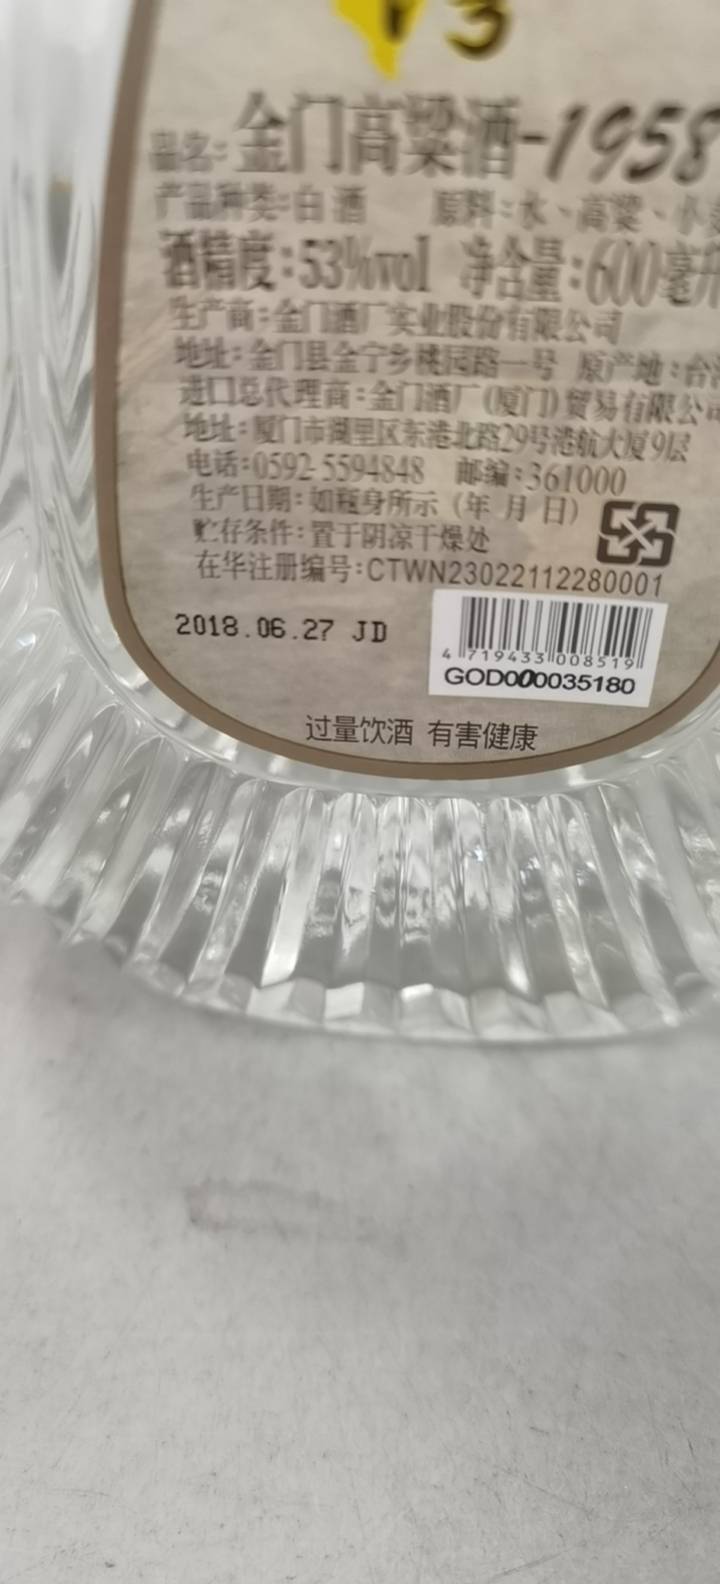 品名:金门高粱酒-1958
产品种类:白酒 原料:水、高粱、小
酒精度:53%vol 净含量:600毫升
生产商:金门酒厂实业股份有限公司
地址:金门县金宁乡桃园路一号 原产地:台
进口总代理商:金门酒厂(厦门)贸易有限公司
地址:厦门市湖里区东港北路29号港航大厦9层
电话:0592-5594848 邮编:361000
生产日期:如瓶身所示(年 月 日)
贮存条件:置于阴凉干燥处
在华注册编号:CTWN23022112280001
2018.06.27 JD
4 719433 008519
GOD000035180
过量饮酒 有害健康